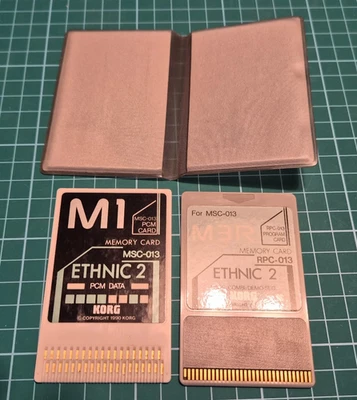 M1
MSC-013
PCM
CARD
MEMORY CARD
MSC-013
ETHNIC 2
PCM DATA
KORG
© COPYRIGHT 1990 KORG
For MSC-013
M
RPC-013
PROGRAM
CARD
MEMORY CARD
RPC-013
ETHNIC 2